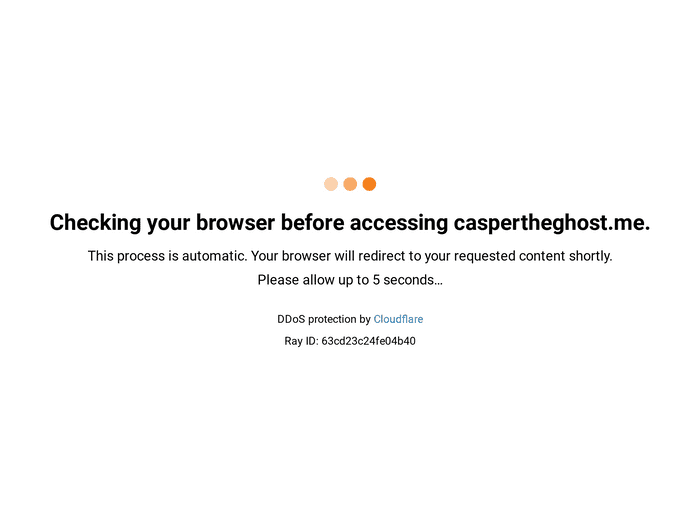 Checking your browser before accessing caspertheghost.me.
This process is automatic. Your browser will redirect to your requested content shortly.
Please allow up to 5 seconds…
DDoS protection by Cloudflare
Ray ID: 63cd23c24fe04b40